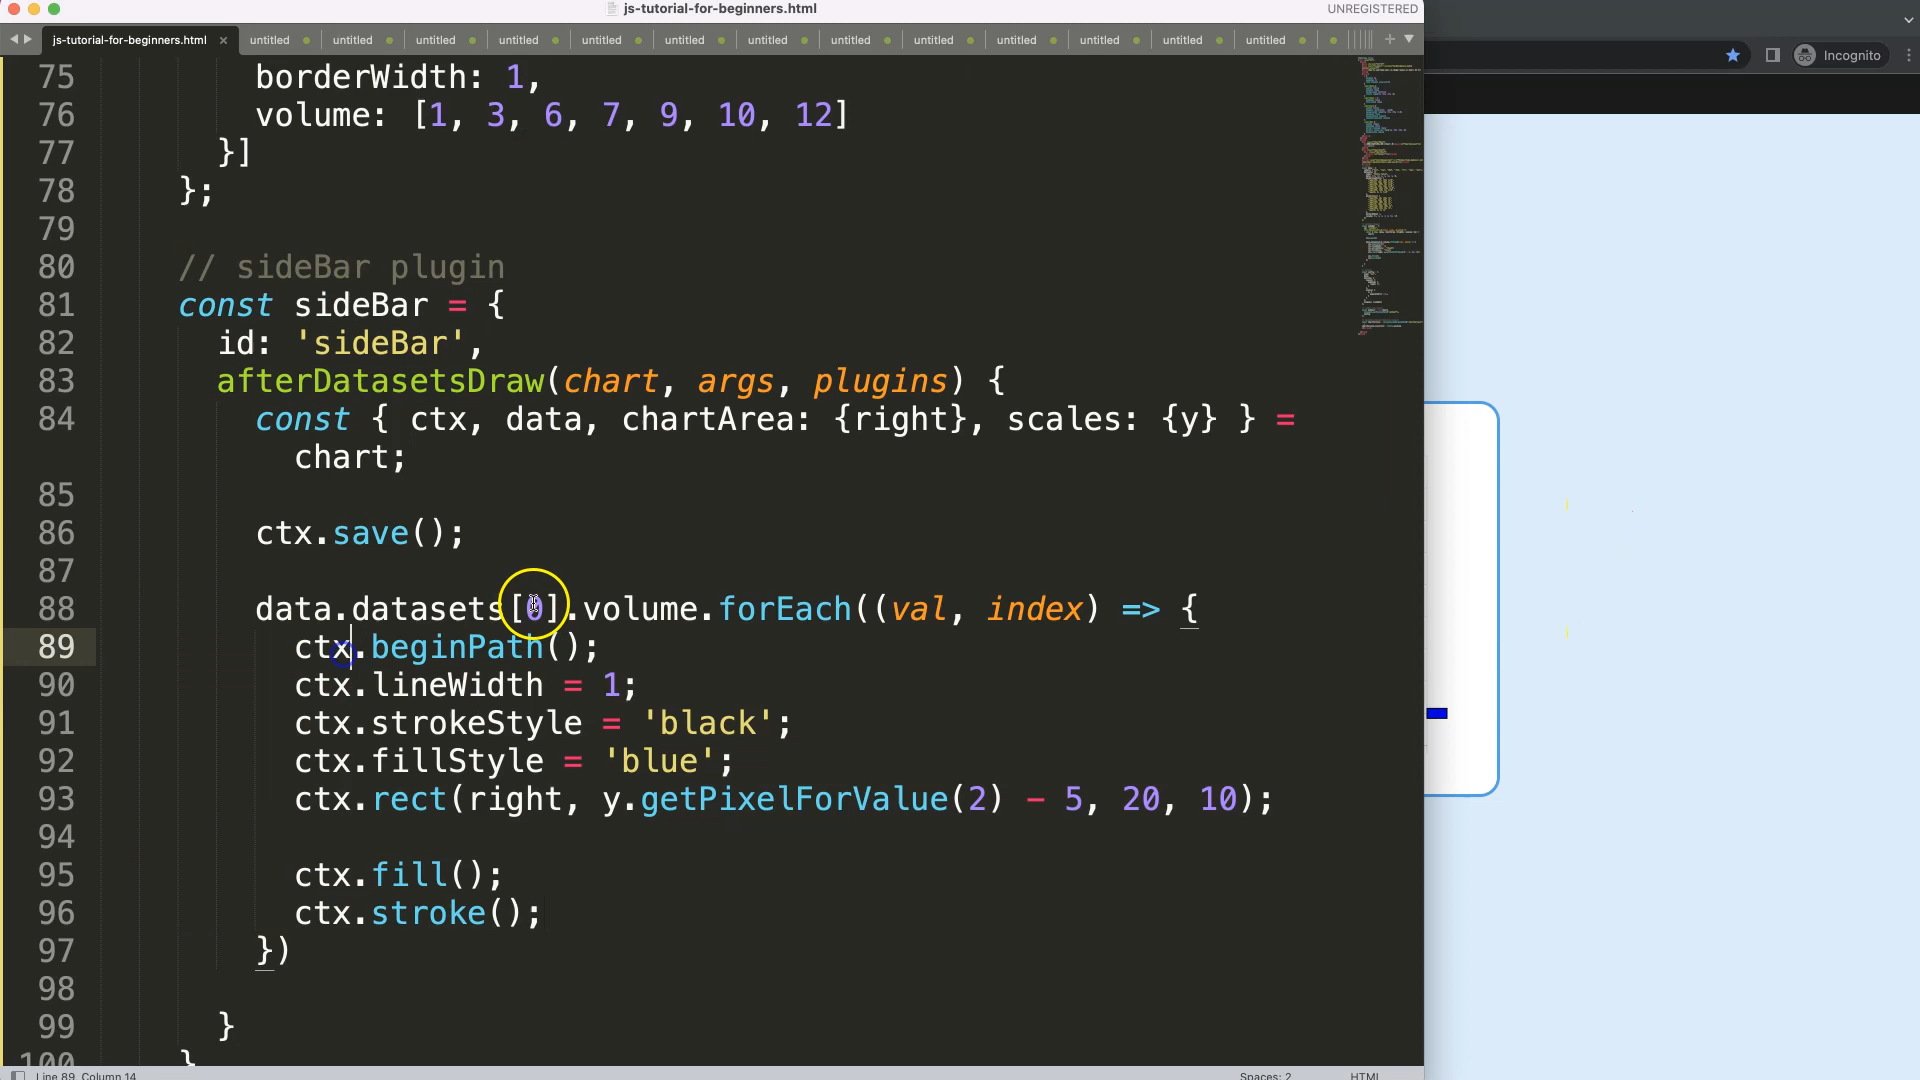 js-tutorial-for-beginners.html
UNREGISTERED
js-tutorial-for-beginners.html × untitled untitled untitled untitled untitled untitled untitled untitled untitled untitled untitled untitled untitled
Incognito
75 borderWidth: 1,
76 volume: [1, 3, 6, 7, 9, 10, 12]
77 }]
78 };
79
80 // sideBar plugin
81 const sideBar = {
82 id: 'sideBar',
83 afterDatasetsDraw(chart, args, plugins) {
84 const { ctx, data, chartArea: {right}, scales: {y} } =
chart;
85
86 ctx.save();
87
88 data.datasets[0].volume.forEach((val, index) => {
89 ctx.beginPath();
90 ctx.lineWidth = 1;
91 ctx.strokeStyle = 'black';
92 ctx.fillStyle = 'blue';
93 ctx.rect(right, y.getPixelForValue(2) - 5, 20, 10);
94
95 ctx.fill();
96 ctx.stroke();
97 })
98
99 }
100 }
Line 89, Column 14
Spaces: 2
HTML